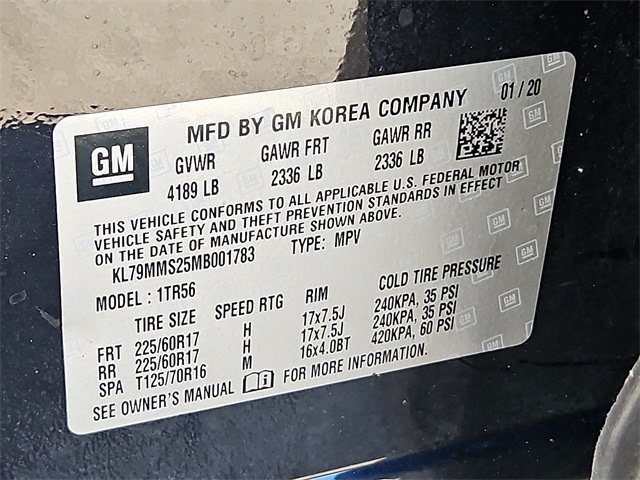 GM
MFD BY GM KOREA COMPANY 01 / 20
GVWR GAWR FRT GAWR RR
4189 LB 2336 LB 2336 LB
THIS VEHICLE CONFORMS TO ALL APPLICABLE U.S. FEDERAL MOTOR
VEHICLE SAFETY AND THEFT PREVENTION STANDARDS IN EFFECT
ON THE DATE OF MANUFACTURE SHOWN ABOVE.
KL79MMS25MB001783 TYPE: MPV
MODEL : 1TR56
TIRE SIZE SPEED RTG RIM COLD TIRE PRESSURE
FRT 225/60R17 H 17x7.5J 240KPA, 35 PSI
RR 225/60R17 H 17x7.5J 240KPA, 35 PSI
SPA T125/70R16 M 16x4.0BT 420KPA, 60 PSI
SEE OWNER'S MANUAL FOR MORE INFORMATION.